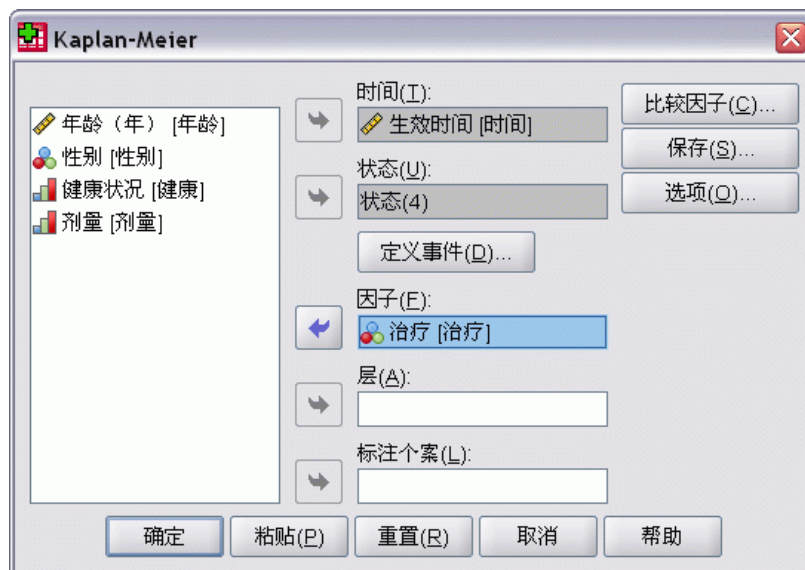 Kaplan-Meier
年龄（年） [年龄]
性别 [性别]
健康状况 [健康]
剂量 [剂量]
时间(T):
生效时间 [时间]
状态(U):
状态(4)
定义事件(D)...
因子(F):
治疗 [治疗]
层(A):
标注个案(L):
比较因子(C)...
保存(S)...
选项(O)...
确定
粘贴(P)
重置(R)
取消
帮助